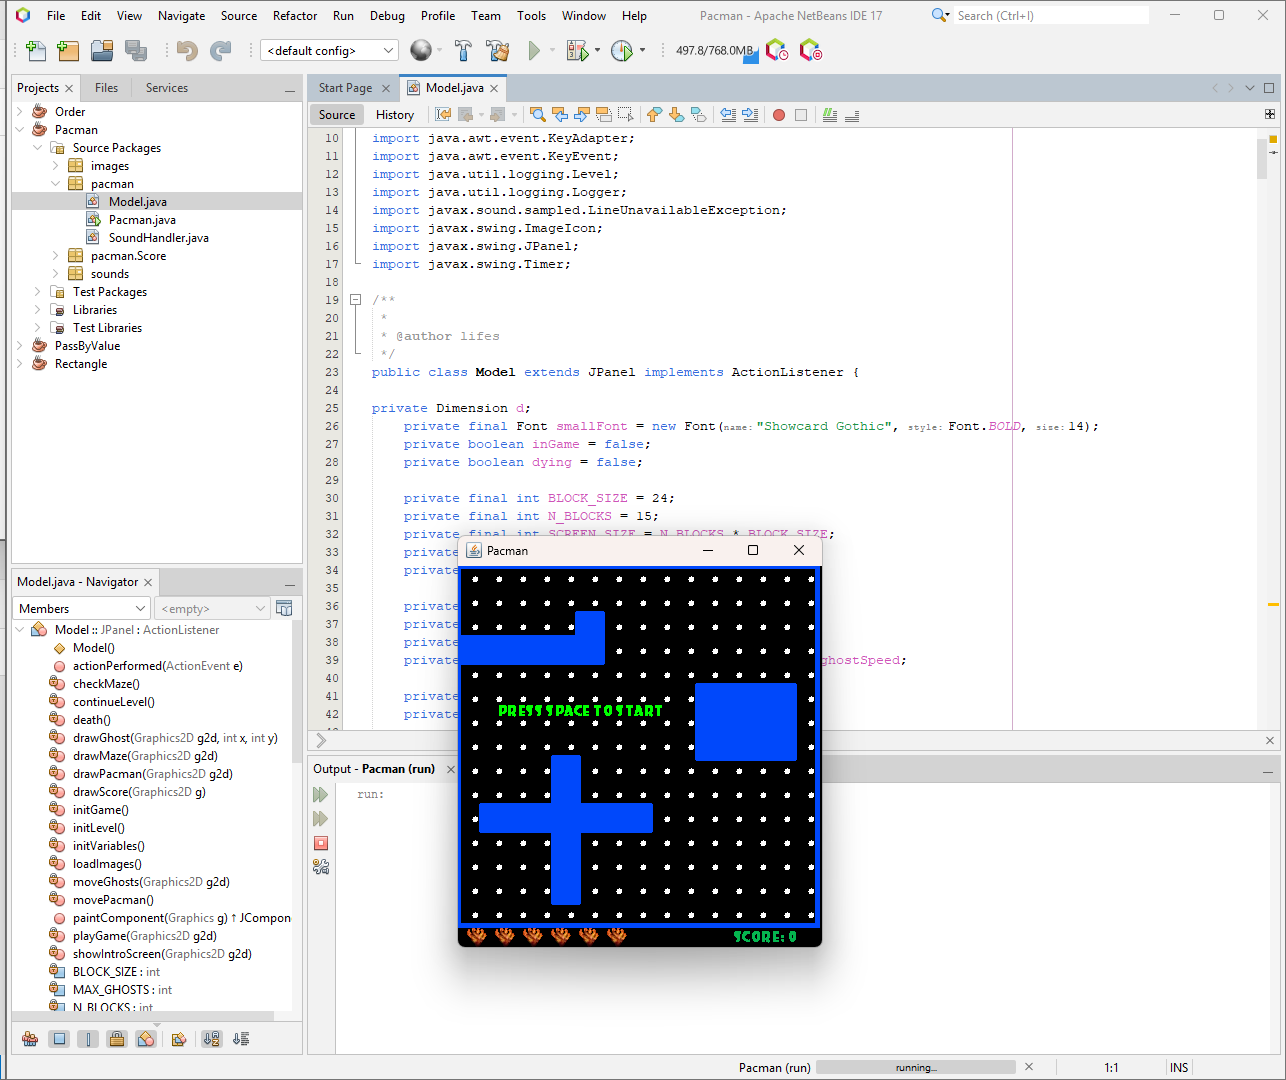 File Edit View Navigate Source Refactor Run Debug Profile Team Tools Window Help
Pacman - Apache NetBeans IDE 17
Search (Ctrl+I)
<default config>
497.8/768.0MB
Projects Files Services
Order
Pacman
Source Packages
images
pacman
Model.java
Pacman.java
SoundHandler.java
pacman.Score
sounds
Test Packages
Libraries
Test Libraries
PassByValue
Rectangle
Model.java - Navigator
Members <empty>
Model :: JPanel : ActionListener
Model()
actionPerformed(ActionEvent e)
checkMaze()
continueLevel()
death()
drawGhost(Graphics2D g2d, int x, int y)
drawMaze(Graphics2D g2d)
drawPacman(Graphics2D g2d)
drawScore(Graphics2D g)
initGame()
initLevel()
initVariables()
loadImages()
moveGhosts(Graphics2D g2d)
movePacman()
paintComponent(Graphics g) ↑ JCompon
playGame(Graphics2D g2d)
showIntroScreen(Graphics2D g2d)
BLOCK_SIZE : int
MAX_GHOSTS : int
N_BLOCKS : int
Start Page Model.java
Source History
10 import java.awt.event.KeyAdapter;
11 import java.awt.event.KeyEvent;
12 import java.util.logging.Level;
13 import java.util.logging.Logger;
14 import javax.sound.sampled.LineUnavailableException;
15 import javax.swing.ImageIcon;
16 import javax.swing.JPanel;
17 import javax.swing.Timer;
18
19 /**
20 *
21 * @author lifes
22 */
23 public class Model extends JPanel implements ActionListener {
24
25 private Dimension d;
26 private final Font smallFont = new Font(name: "Showcard Gothic", style: Font.BOLD, size: 14);
27 private boolean inGame = false;
28 private boolean dying = false;
29
30 private final int BLOCK_SIZE = 24;
31 private final int N_BLOCKS = 15;
32 private final int SCREEN_SIZE = N_BLOCKS * BLOCK_SIZE;
33 private
34 private
35
36 private
37 private
38 private
39 private ghostSpeed;
40
41 private
42 private
Pacman
PRESS SPACE TO START
SCORE: 0
Output - Pacman (run)
run:
Pacman (run) running...
1:1 INS